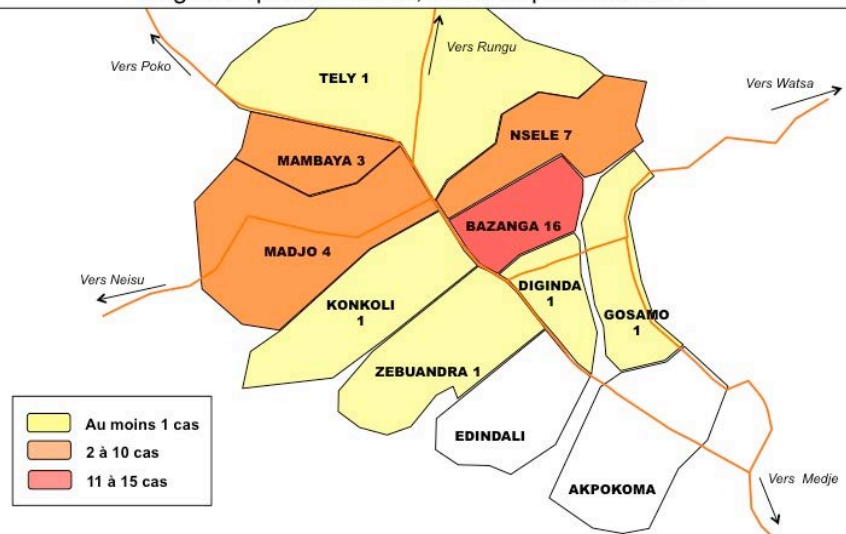 Vers Rungu
Vers Poko
TELY 1
Vers Watsa
NSELE 7
MAMBAYA 3
BAZANGA 16
MADJO 4
Vers Neisu
DIGINDA
1
KONKOLI
1
GOSAMO
1
ZEBUANDRA 1
Au moins 1 cas
2 à 10 cas
11 à 15 cas
EDINDALI
AKPOKOMA
Vers Medje